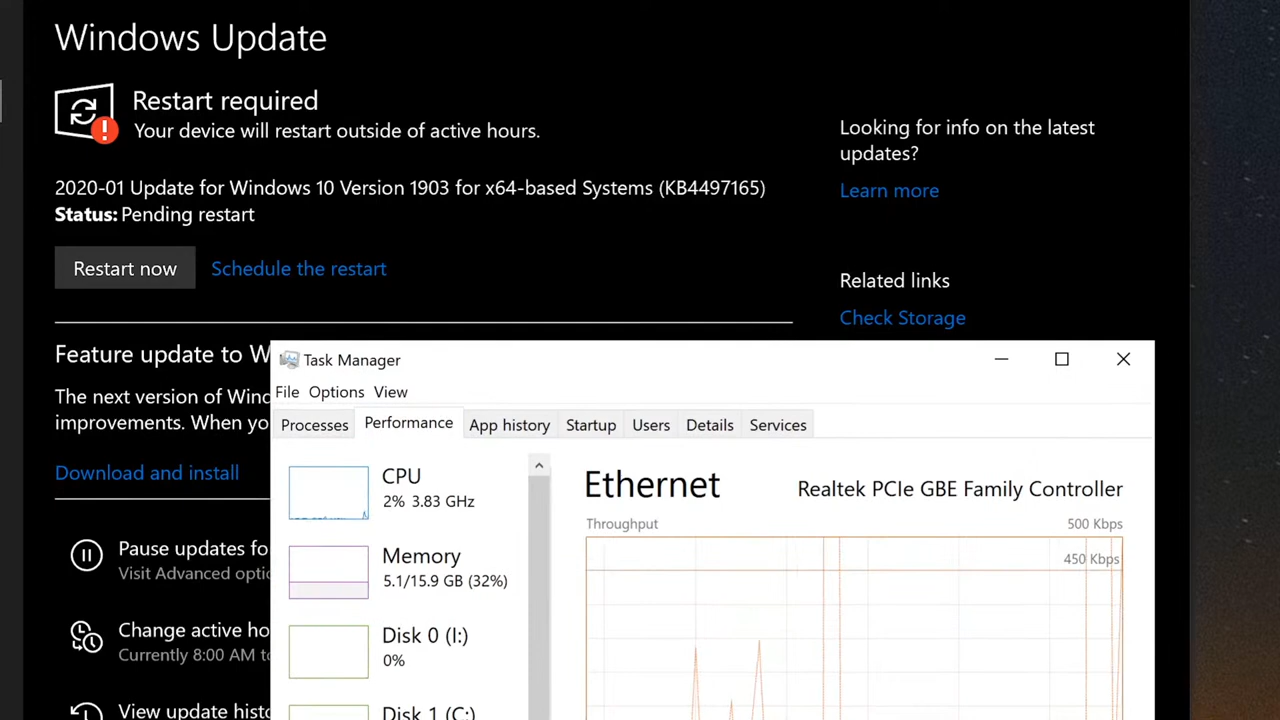 Windows Update
Restart required
Your device will restart outside of active hours.
2020-01 Update for Windows 10 Version 1903 for x64-based Systems (KB4497165)
Status: Pending restart
Restart now
Schedule the restart
Looking for info on the latest
updates?
Learn more
Related links
Check Storage
Feature update to W
The next version of Wind
improvements. When yo
Download and install
Pause updates fo
Visit Advanced optio
Change active ho
Currently 8:00 AM to
View update histo
Task Manager
File Options View
Processes Performance App history Startup Users Details Services
CPU
2% 3.83 GHz
Memory
5.1/15.9 GB (32%)
Disk 0 (I:)
0%
Disk 1 (C:)
Ethernet
Realtek PCIe GBE Family Controller
Throughput
500 Kbps
450 Kbps